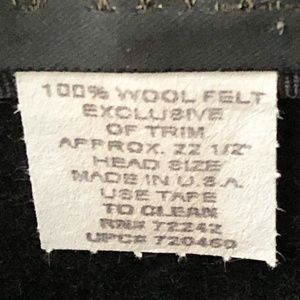 100% WOOL FELT
EXCLUSIVE
OF TRIM
APPROX. 22 1/2"
HEAD SIZE
MADE IN U.S.A.
USE TAPE
TO CLEAN
RN# 72242
UPC# 720460